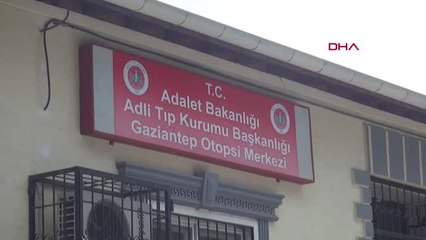 DHA
T.C.
Adalet Bakanlığı
Adli Tıp Kurumu Başkanlığı
Gaziantep Otopsi Merkezi